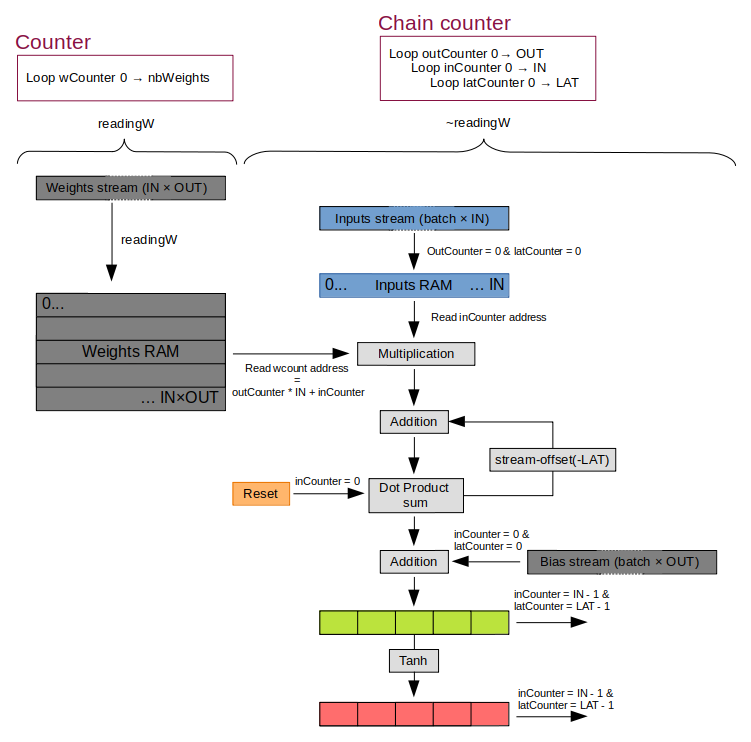 Counter
Loop wCounter 0 → nbWeights
Chain counter
Loop outCounter 0→ OUT
Loop inCounter 0 → IN
Loop latCounter 0 → LAT
readingW
~readingW
Weights stream (IN × OUT)
readingW
Inputs stream (batch × IN)
OutCounter = 0 & latCounter = 0
0... Inputs RAM ... IN
Read inCounter address
0...
Weights RAM
... IN×OUT
Read wcount address
=
outCounter * IN + inCounter
Multiplication
Addition
stream-offset(-LAT)
Reset
inCounter = 0
Dot Product
sum
inCounter = 0 &
latCounter = 0
Addition
Bias stream (batch × OUT)
inCounter = IN - 1 &
latCounter = LAT - 1
Tanh
inCounter = IN - 1 &
latCounter = LAT - 1